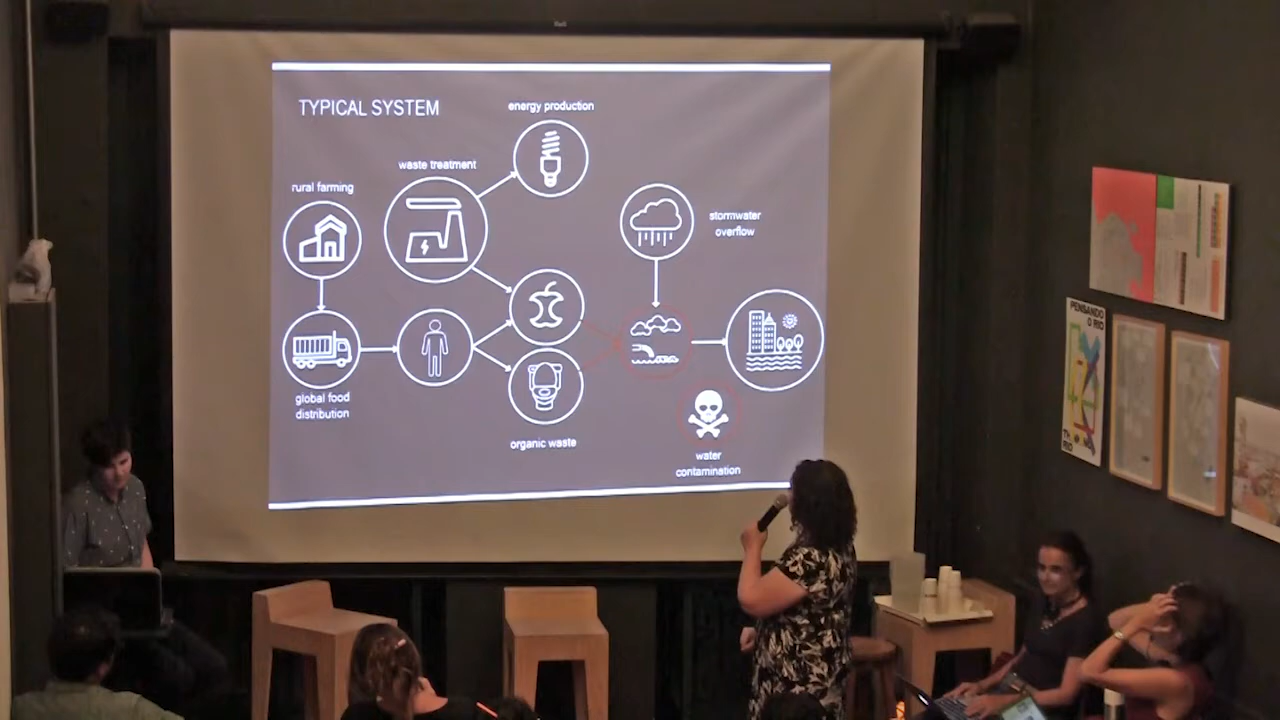 TYPICAL SYSTEM
energy production
waste treatment
rural farming
stormwater
overflow
global food
distribution
organic waste
water
contamination
PENSANDO
O RIO